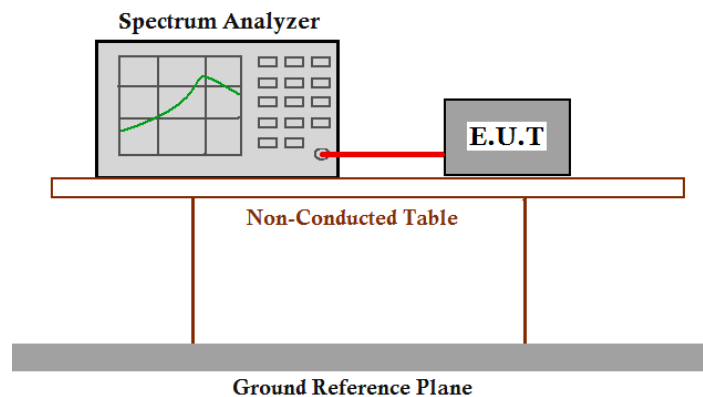 Spectrum Analyzer
E.U.T
Non-Conducted Table
Ground Reference Plane